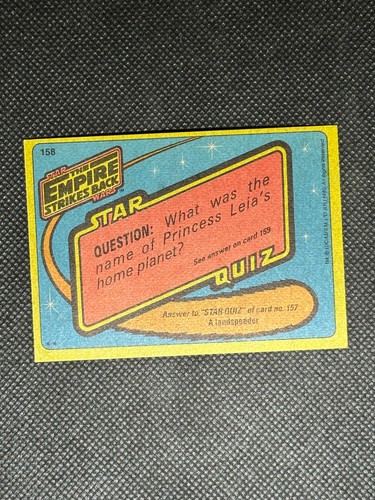 158
STAR
THE
EMPIRE
STRIKES BACK
WARS
STAR
QUESTION: What was the
name of Princess Leia's
home planet?
See answer on card 159
QUIZ
Answer to "STAR QUIZ" of card no. 157
A landspeeder